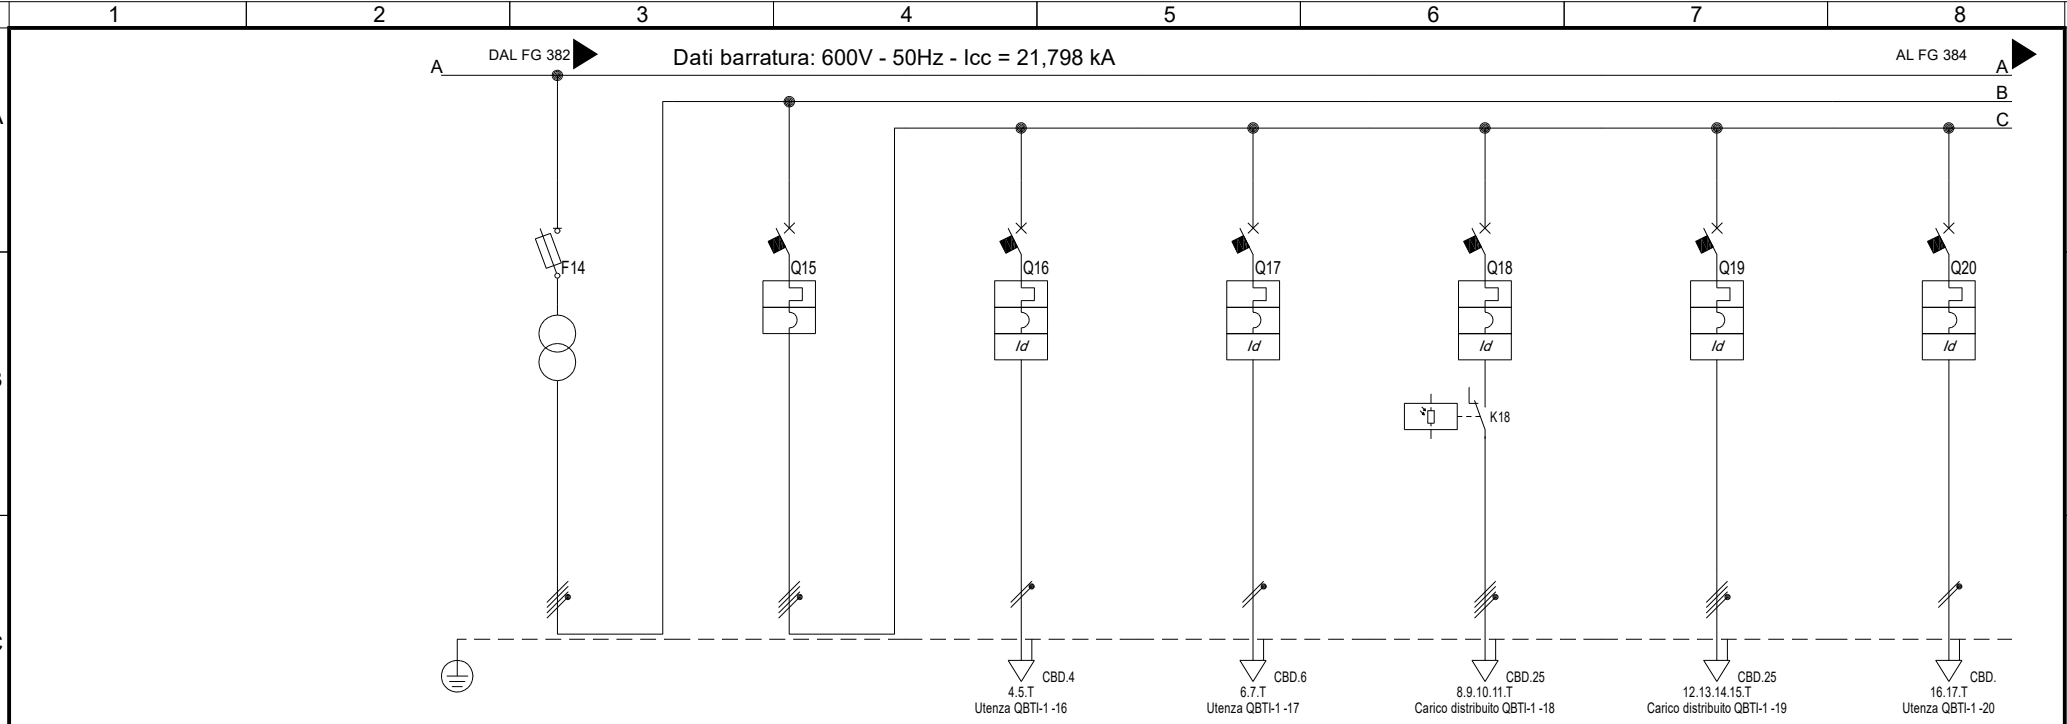 1 2 3 4 5 6 7 8
DAL FG 382 Dati barratura: 600V - 50Hz - Icc = 21,798 kA AL FG 384
A A
B
C
A
F14 Q15 Q16 Q17 Q18 Q19 Q20
Id Id Id Id Id
B
K18
C
CBD.4 CBD.6 CBD.25 CBD.25 CBD.
4.5.T 6.7.T 8.9.10.11.T 12.13.14.15.T 16.17.T
Utenza QBTI-1 -16 Utenza QBTI-1 -17 Carico distribuito QBTI-1 -18 Carico distribuito QBTI-1 -19 Utenza QBTI-1 -20